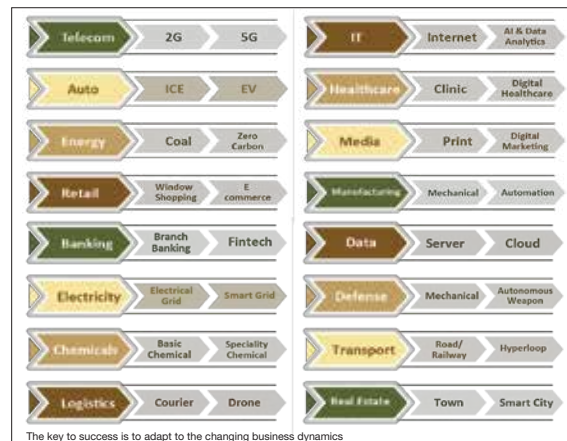 Telecom 2G 5G
Auto ICE EV
Energy Coal Zero
Carbon
Retail Window
Shopping E
commerce
Banking Branch
Banking Fintech
Electricity Electrical
Grid Smart Grid
Chemicals Basic
Chemical Speciality
Chemical
Logistics Courier Drone
IT Internet AI & Data
Analytics
Healthcare Clinic Digital
Healthcare
Media Print Digital
Marketing
Manufacturing Mechanical Automation
Data Server Cloud
Defense Mechanical Autonomous
Weapon
Transport Road/
Railway Hyperloop
Real Estate Town Smart City
The key to success is to adapt to the changing business dynamics